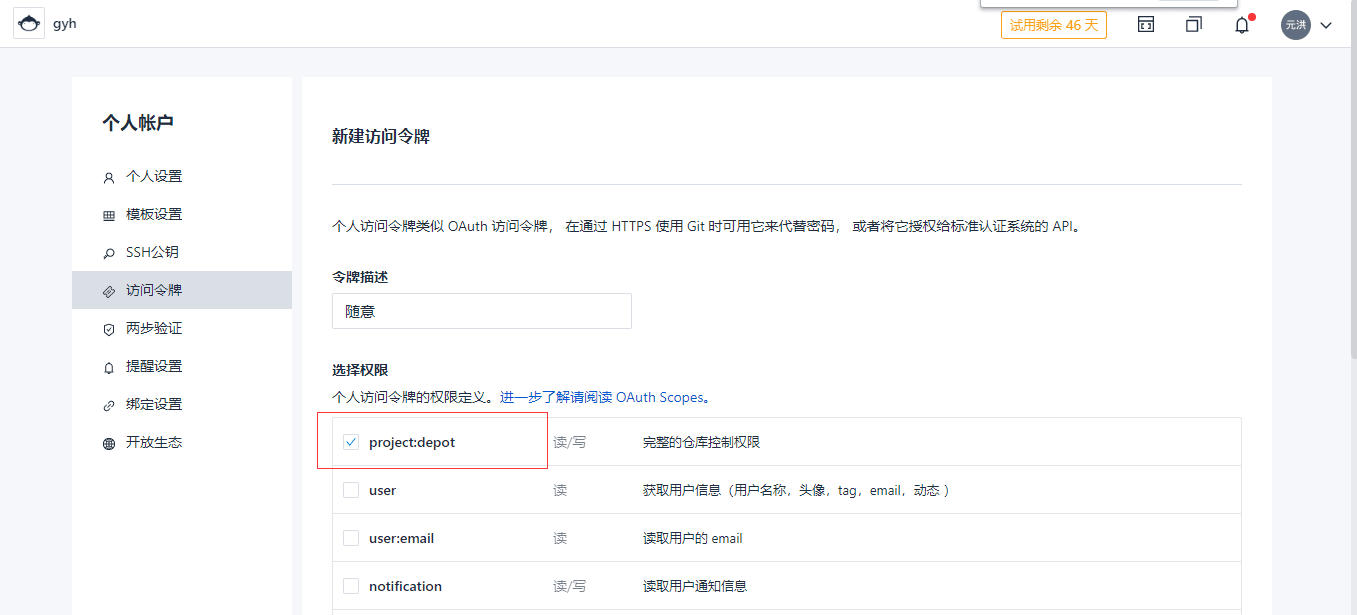 gyh
试用剩余 46 天
元洪
个人帐户
个人设置
模板设置
SSH公钥
访问令牌
两步验证
提醒设置
绑定设置
开放生态
新建访问令牌
个人访问令牌类似 OAuth 访问令牌， 在通过 HTTPS 使用 Git 时可用它来代替密码， 或者将它授权给标准认证系统的 API。
令牌描述
随意
选择权限
个人访问令牌的权限定义。进一步了解请阅读 OAuth Scopes。
project:depot 读/写 完整的仓库控制权限
user 读 获取用户信息（用户名称，头像，tag，email，动态 ）
user:email 读 读取用户的 email
notification 读/写 读取用户通知信息